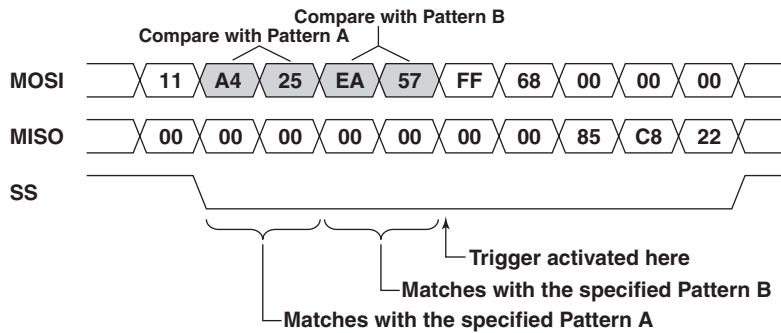 Compare with Pattern B
Compare with Pattern A
MOSI 11 A4 25 EA 57 FF 68 00 00 00
MISO 00 00 00 00 00 00 00 85 C8 22
SS
Trigger activated here
Matches with the specified Pattern B
Matches with the specified Pattern A